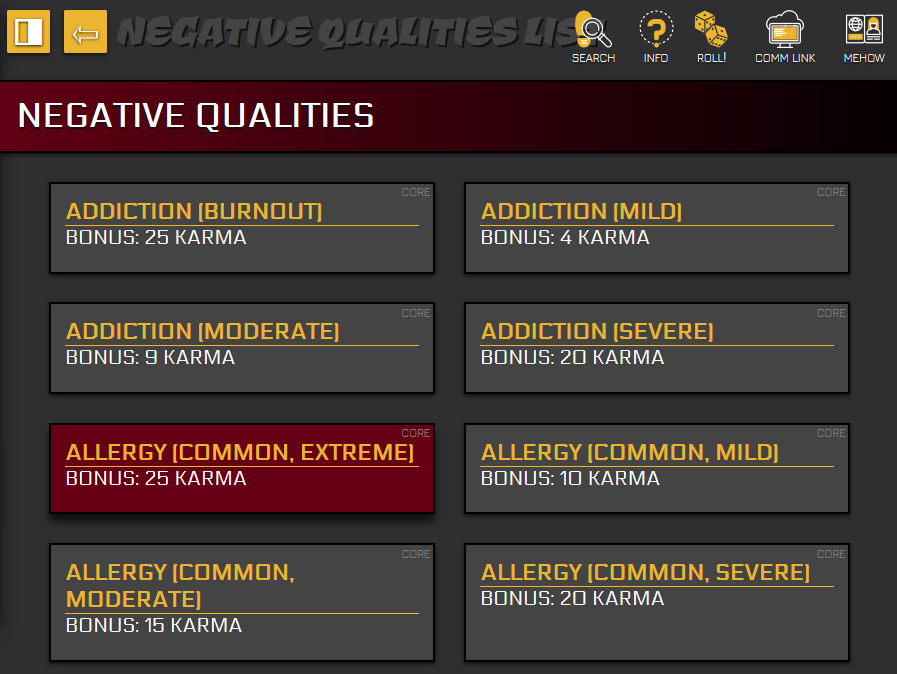 NEGATIVE QUALITIES LIST
SEARCH
INFO
ROLL!
COMM LINK
MEHOW
NEGATIVE QUALITIES
CORE
ADDICTION (BURNOUT)
BONUS: 25 KARMA
CORE
ADDICTION (MILD)
BONUS: 4 KARMA
CORE
ADDICTION (MODERATE)
BONUS: 9 KARMA
CORE
ADDICTION (SEVERE)
BONUS: 20 KARMA
CORE
ALLERGY (COMMON, EXTREME)
BONUS: 25 KARMA
CORE
ALLERGY (COMMON, MILD)
BONUS: 10 KARMA
CORE
ALLERGY (COMMON,
MODERATE)
BONUS: 15 KARMA
CORE
ALLERGY (COMMON, SEVERE)
BONUS: 20 KARMA